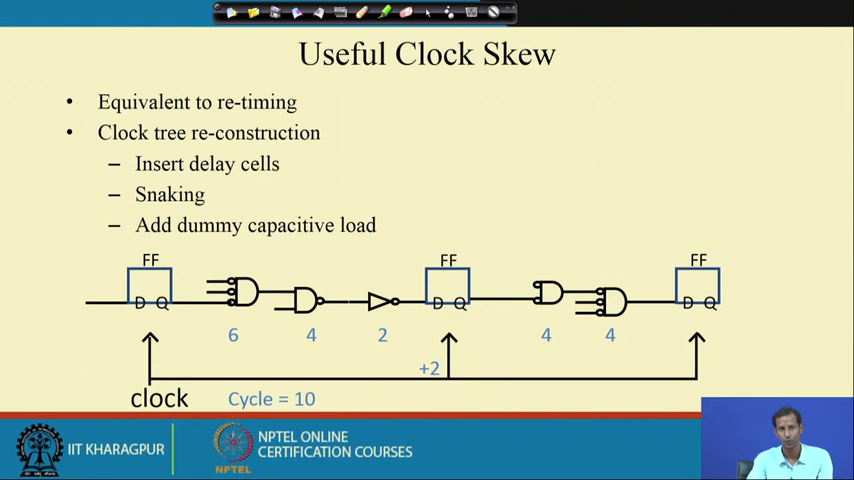 Useful Clock Skew
• Equivalent to re-timing
• Clock tree re-construction
– Insert delay cells
– Snaking
– Add dummy capacitive load
FF FF FF
D Q D Q D Q
6 4 2 4 4
+2
clock Cycle = 10
IIT KHARAGPUR
NPTEL
NPTEL ONLINE
CERTIFICATION COURSES